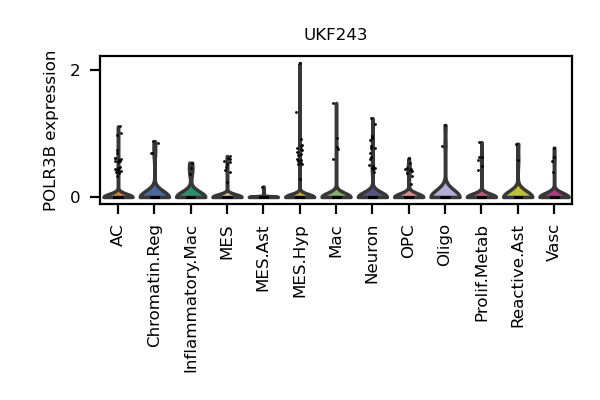 UKF243
POLR3B expression
2
0
AC
Chromatin.Reg
Inflammatory.Mac
MES
MES.Ast
MES.Hyp
Mac
Neuron
OPC
Oligo
Prolif.Metab
Reactive.Ast
Vasc